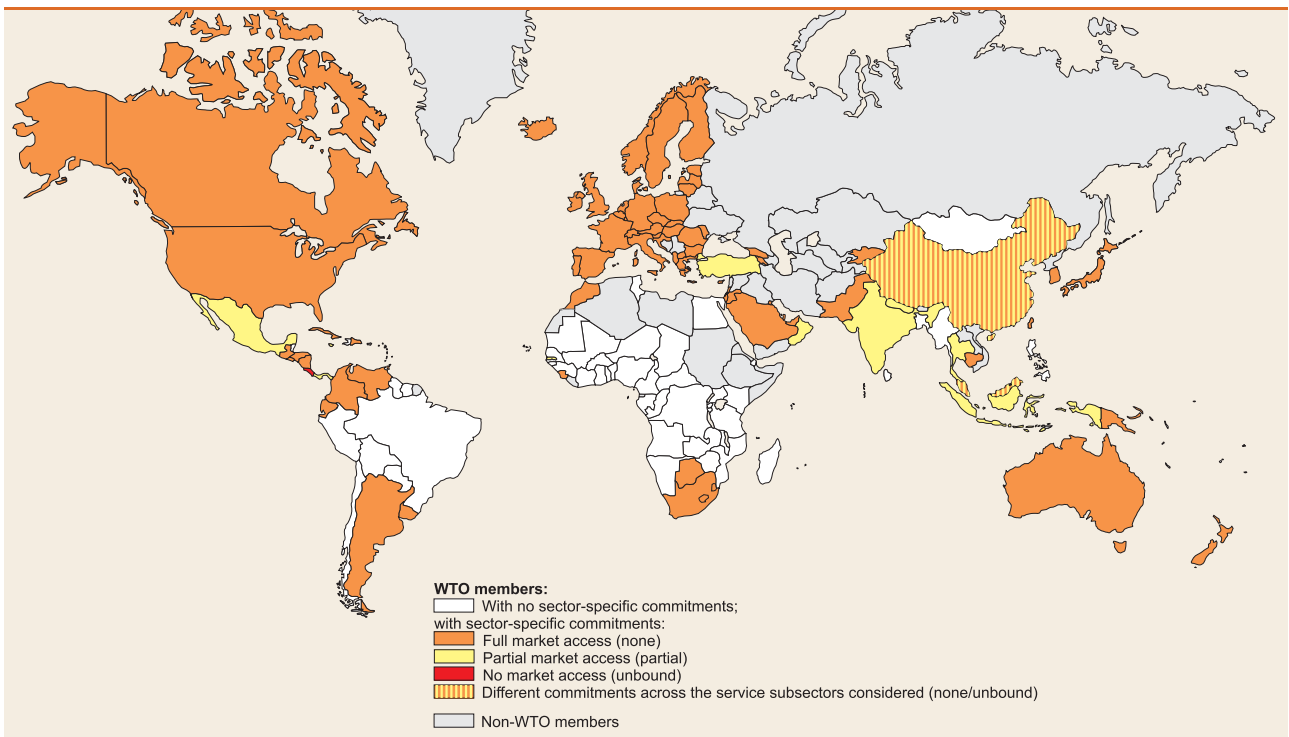 WTO members:
With no sector-specific commitments;
with sector-specific commitments:
Full market access (none)
Partial market access (partial)
No market access (unbound)
Different commitments across the service subsectors considered (none/unbound)
Non-WTO members